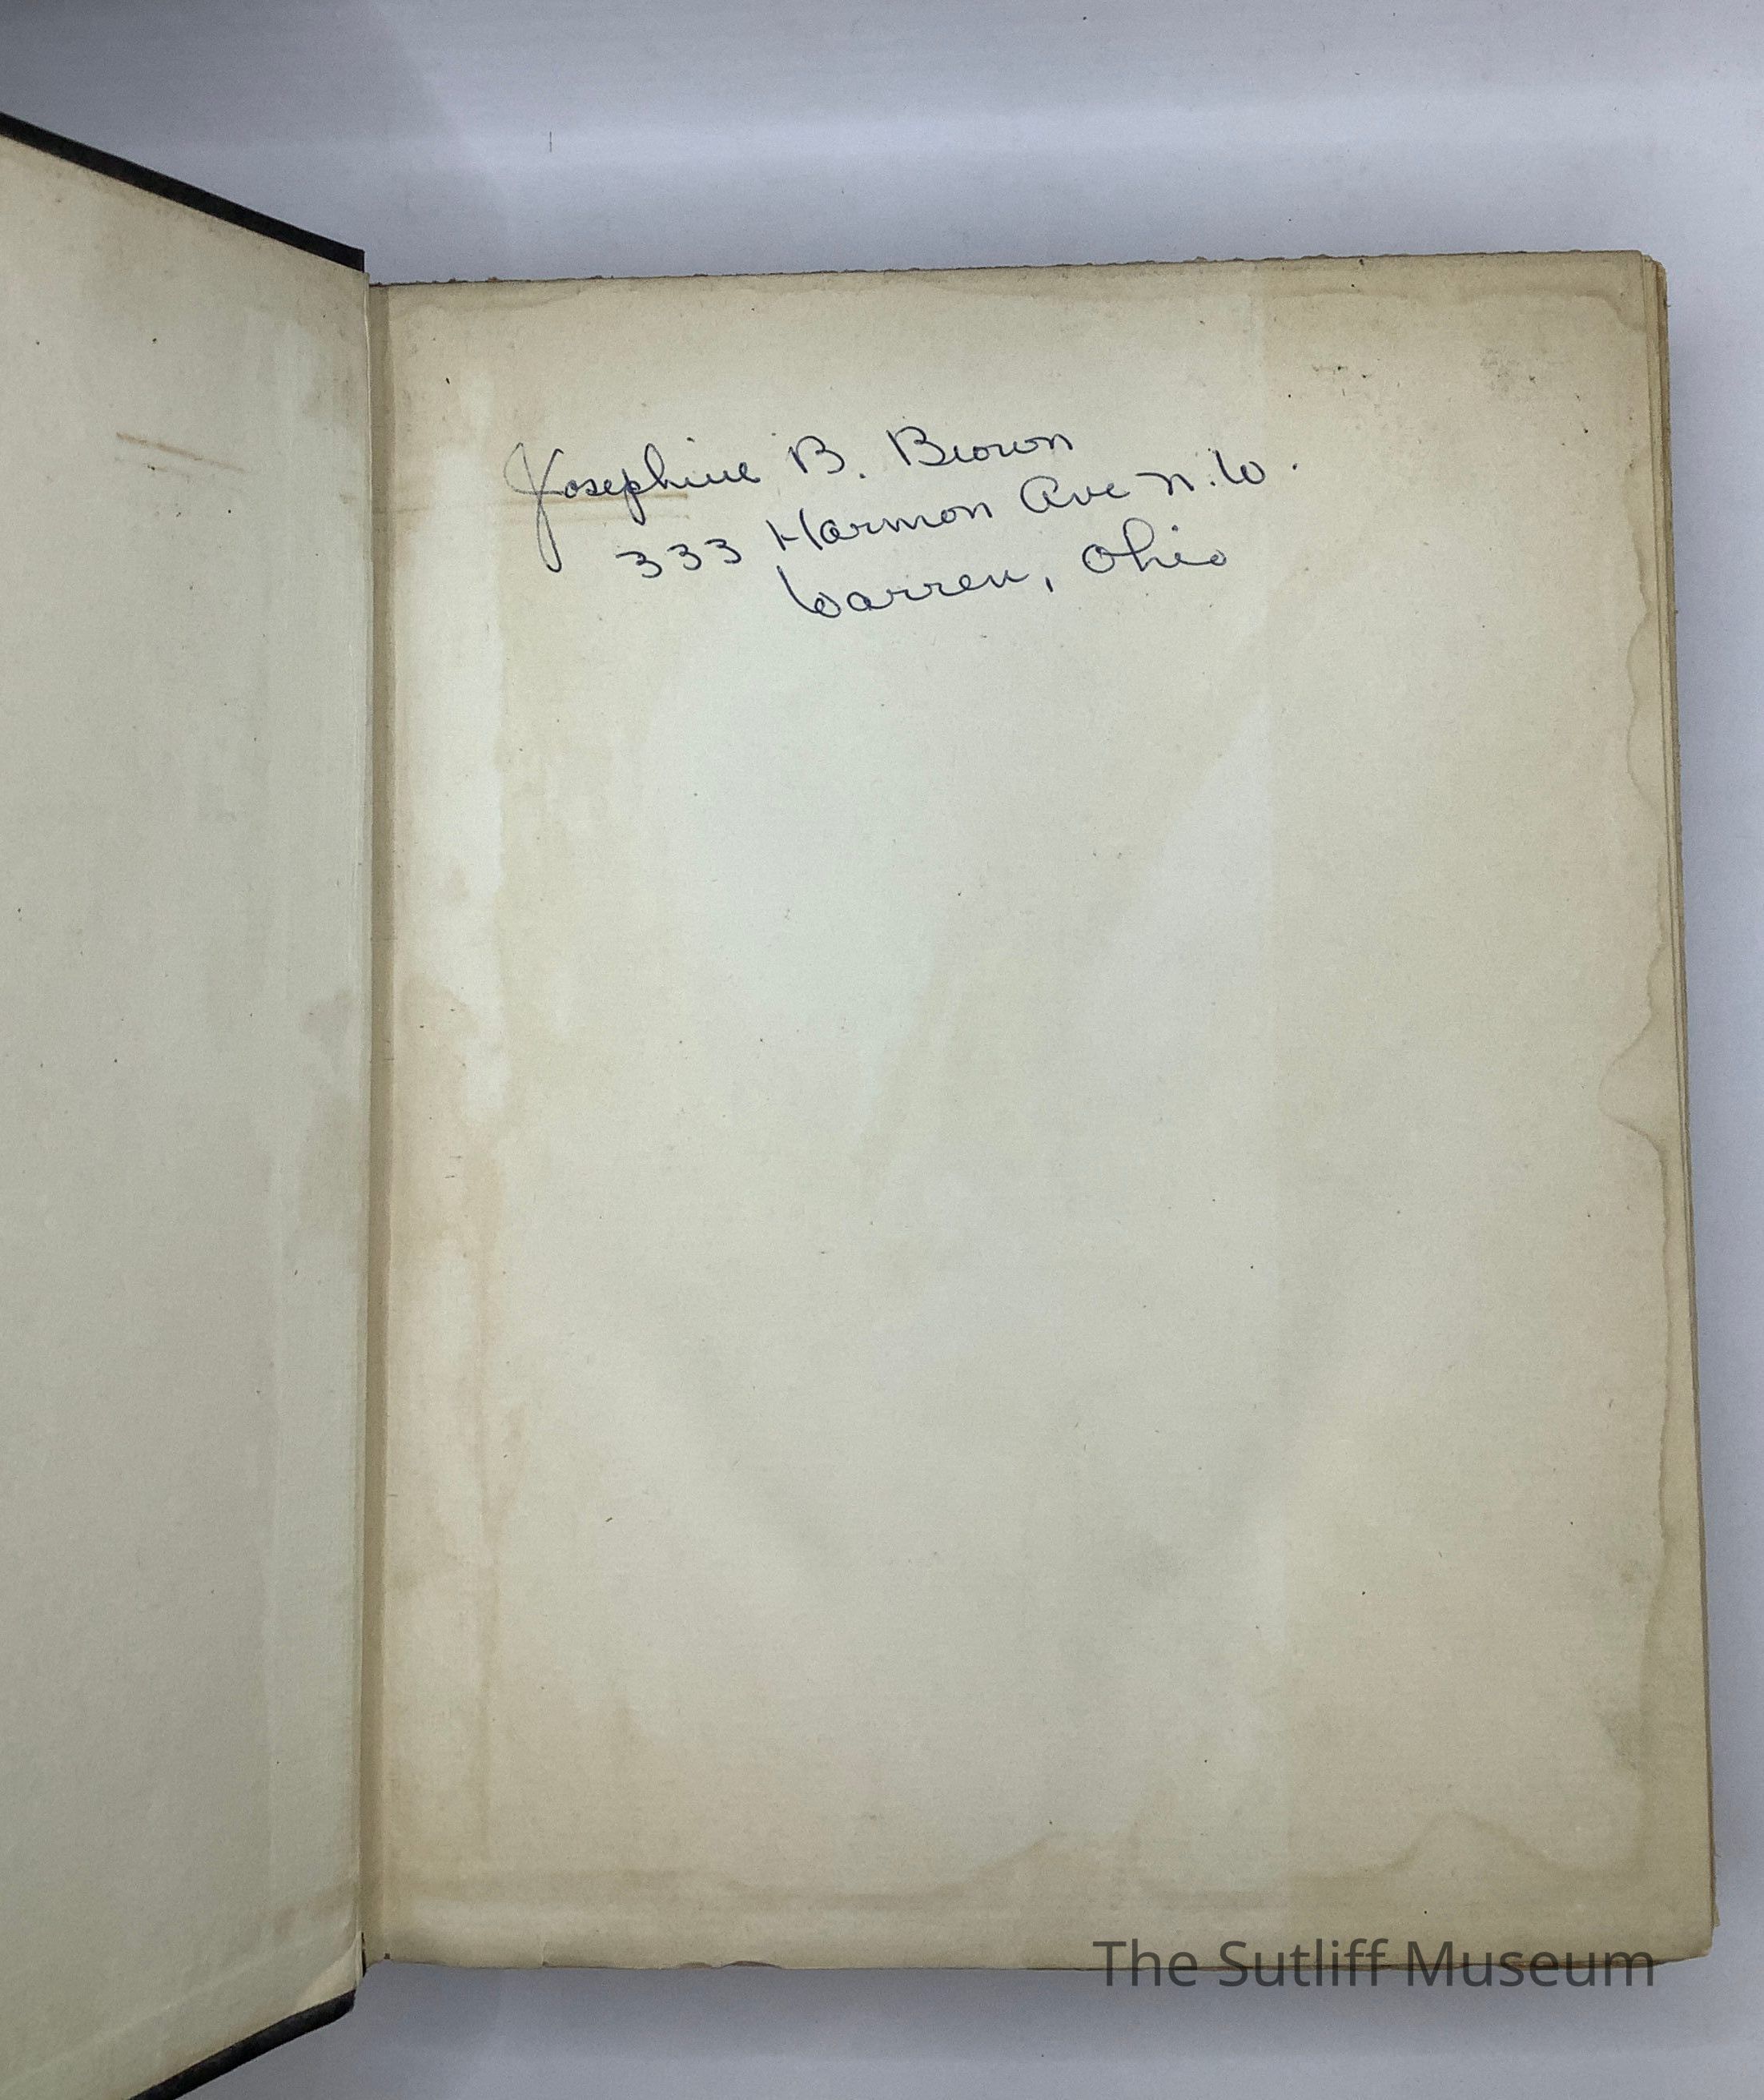 Josephine B. Brown
333 Harmon Ave N.W.
Warren, Ohio
The Sutliff Museum